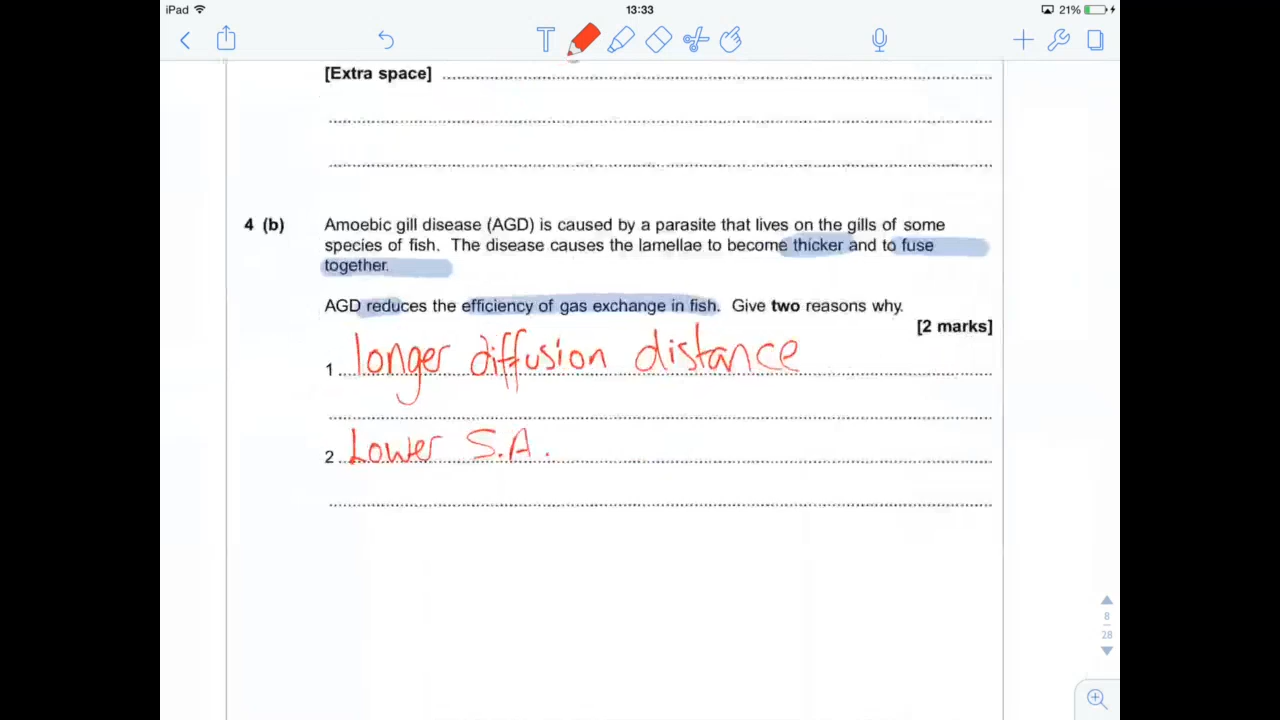 iPad 13:33 21%
T
[Extra space]
4 (b) Amoebic gill disease (AGD) is caused by a parasite that lives on the gills of some
species of fish. The disease causes the lamellae to become thicker and to fuse
together.
AGD reduces the efficiency of gas exchange in fish. Give two reasons why.
[2 marks]
1 longer diffusion distance
2 Lower S.A.
8
28